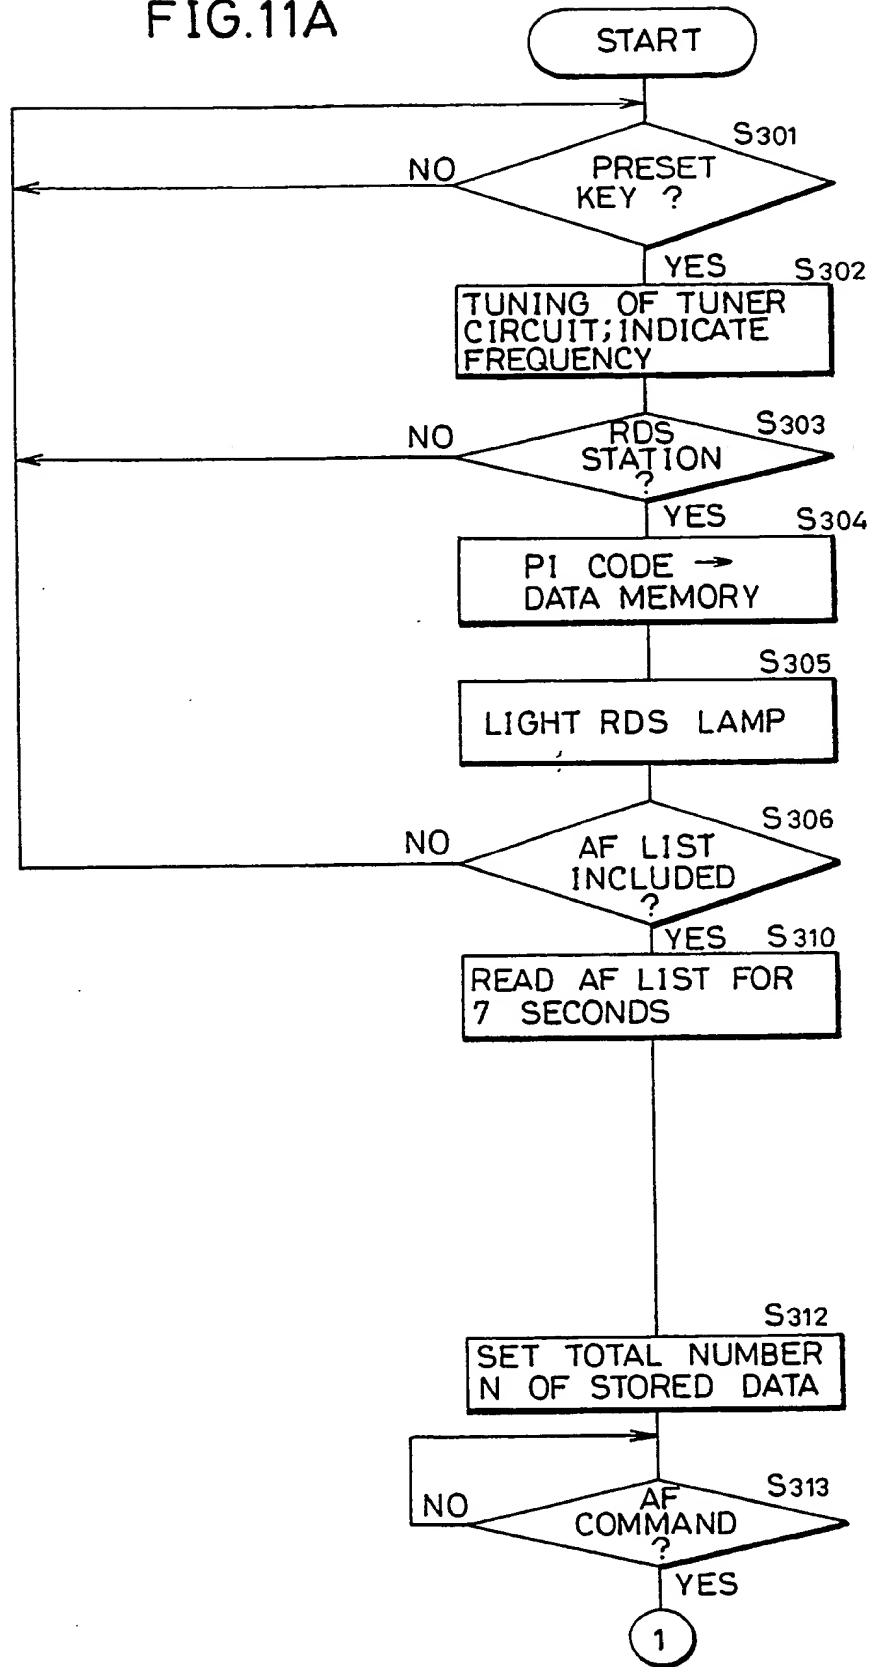 FIG.11A
START
S301
NO
PRESET
KEY ?
YES
S302
TUNING OF TUNER
CIRCUIT;INDICATE
FREQUENCY
NO
S303
RDS
STATION
?
YES
S304
PI CODE →
DATA MEMORY
S305
LIGHT RDS LAMP
S306
NO
AF LIST
INCLUDED
?
YES
S310
READ AF LIST FOR
7 SECONDS
S312
SET TOTAL NUMBER
N OF STORED DATA
S313
NO
AF
COMMAND
?
YES
1